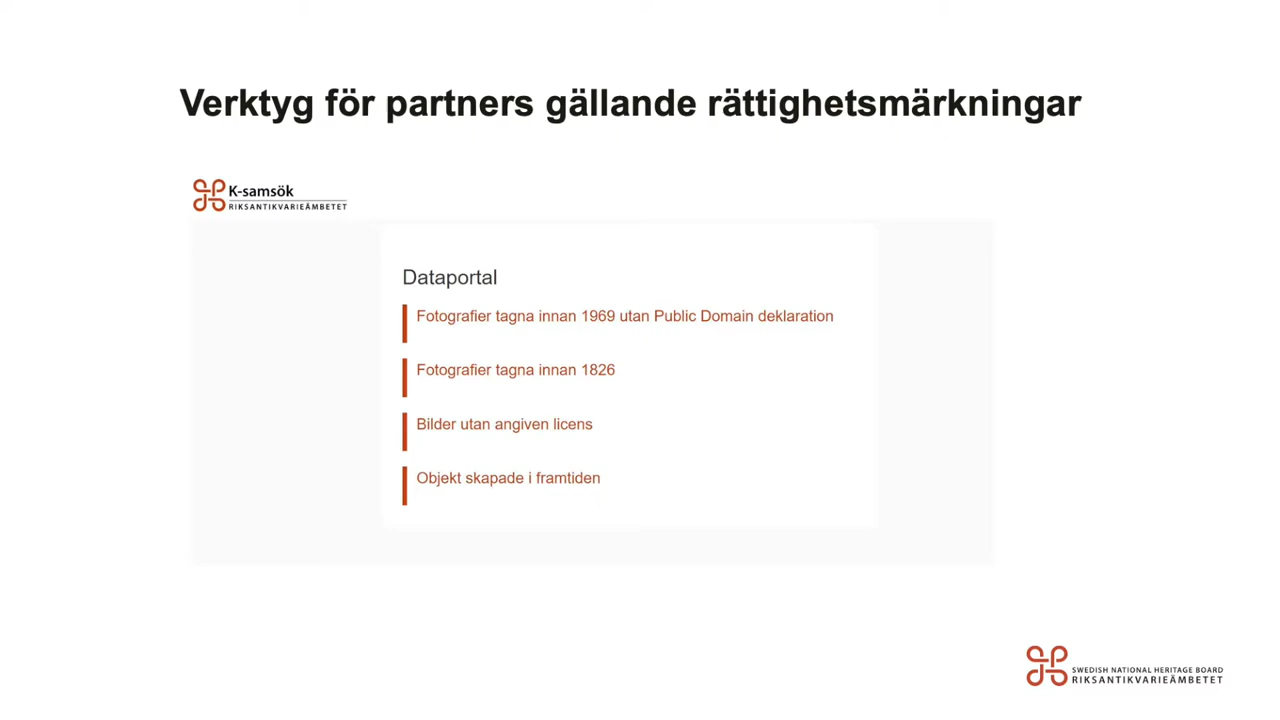 Verktyg för partners gällande rättighetsmärkningar
K-samsök
RIKSANTIKVARIEÄMBETET
Dataportal
Fotografier tagna innan 1969 utan Public Domain deklaration
Fotografier tagna innan 1826
Bilder utan angiven licens
Objekt skapade i framtiden
SWEDISH NATIONAL HERITAGE BOARD
RIKSANTIKVARIEÄMBETET